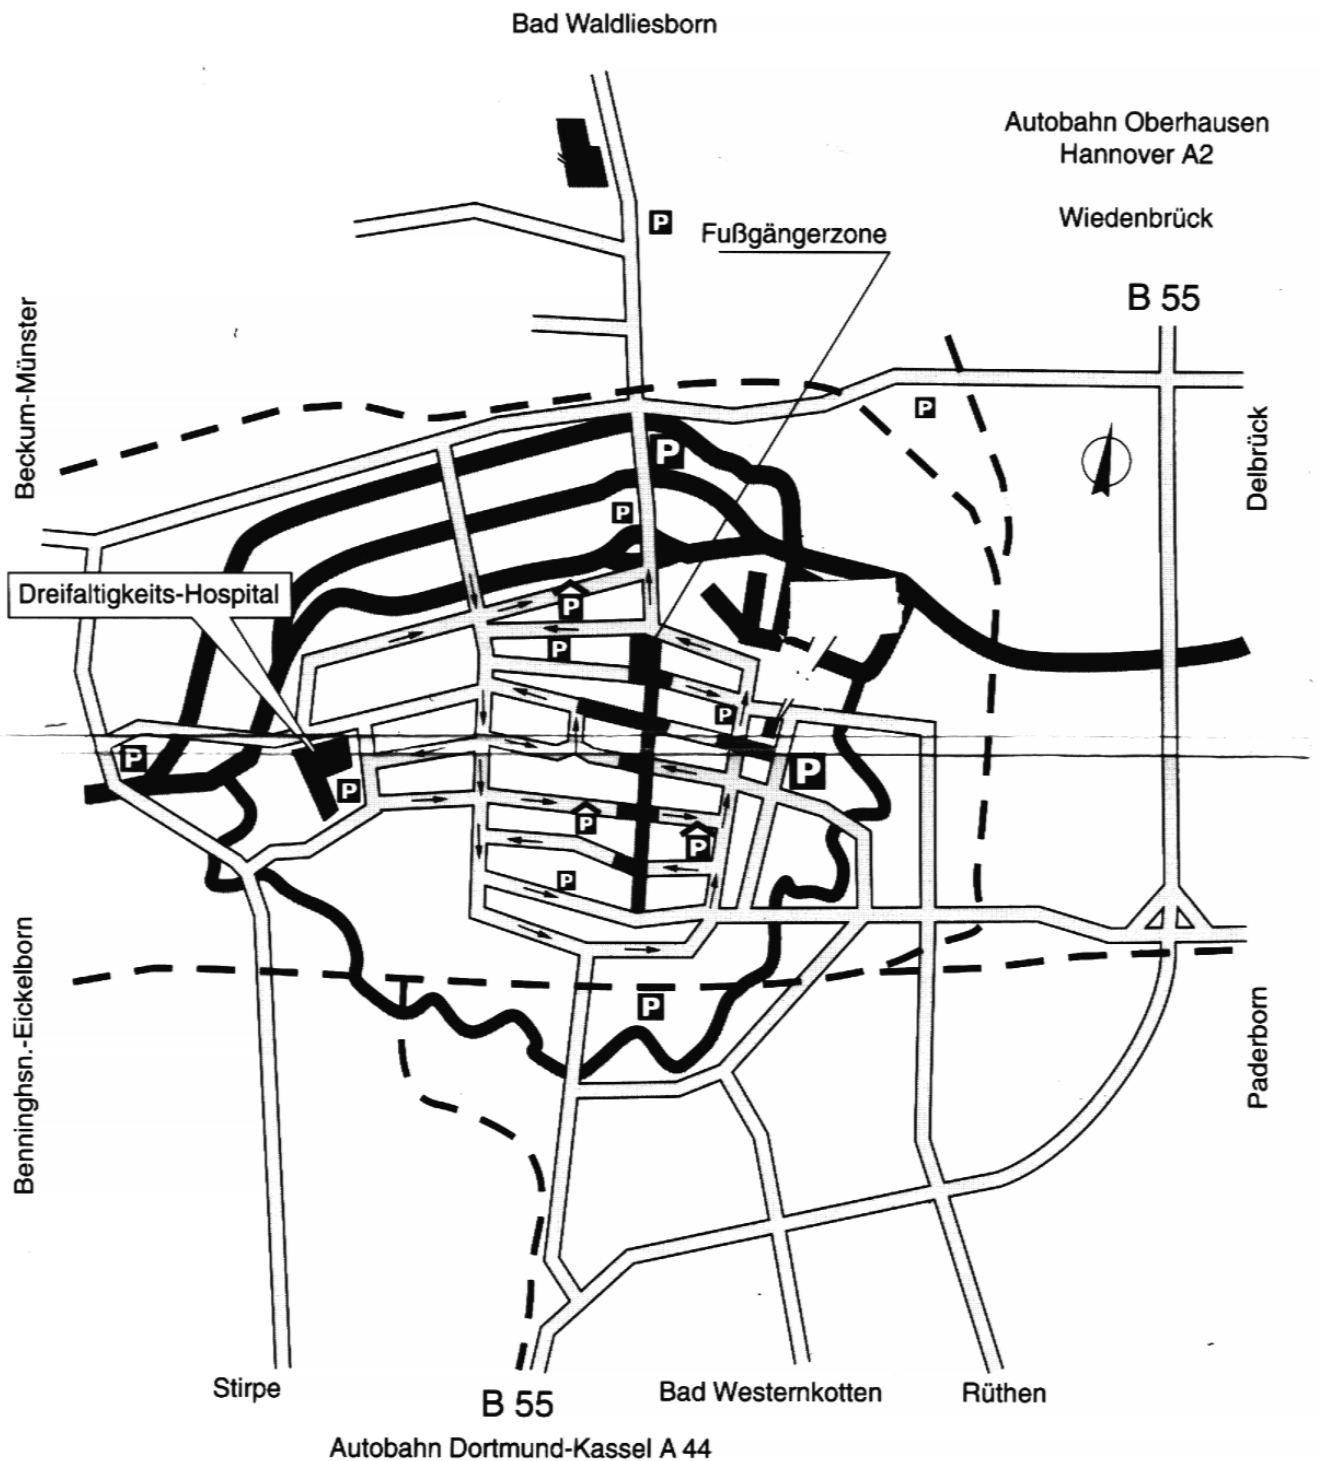 Bad Waldliesborn
Autobahn Oberhausen
Hannover A2
Wiedenbrück
B 55
P
Fußgängerzone
Beckum-Münster
P
Delbrück
P
P
Dreifaltigkeits-Hospital
P
P
P
P
P
P
P
P
P
Benninghsn.-Eickelborn
P
Paderborn
Stirpe
B 55
Bad Westernkotten
Rüthen
Autobahn Dortmund-Kassel A 44